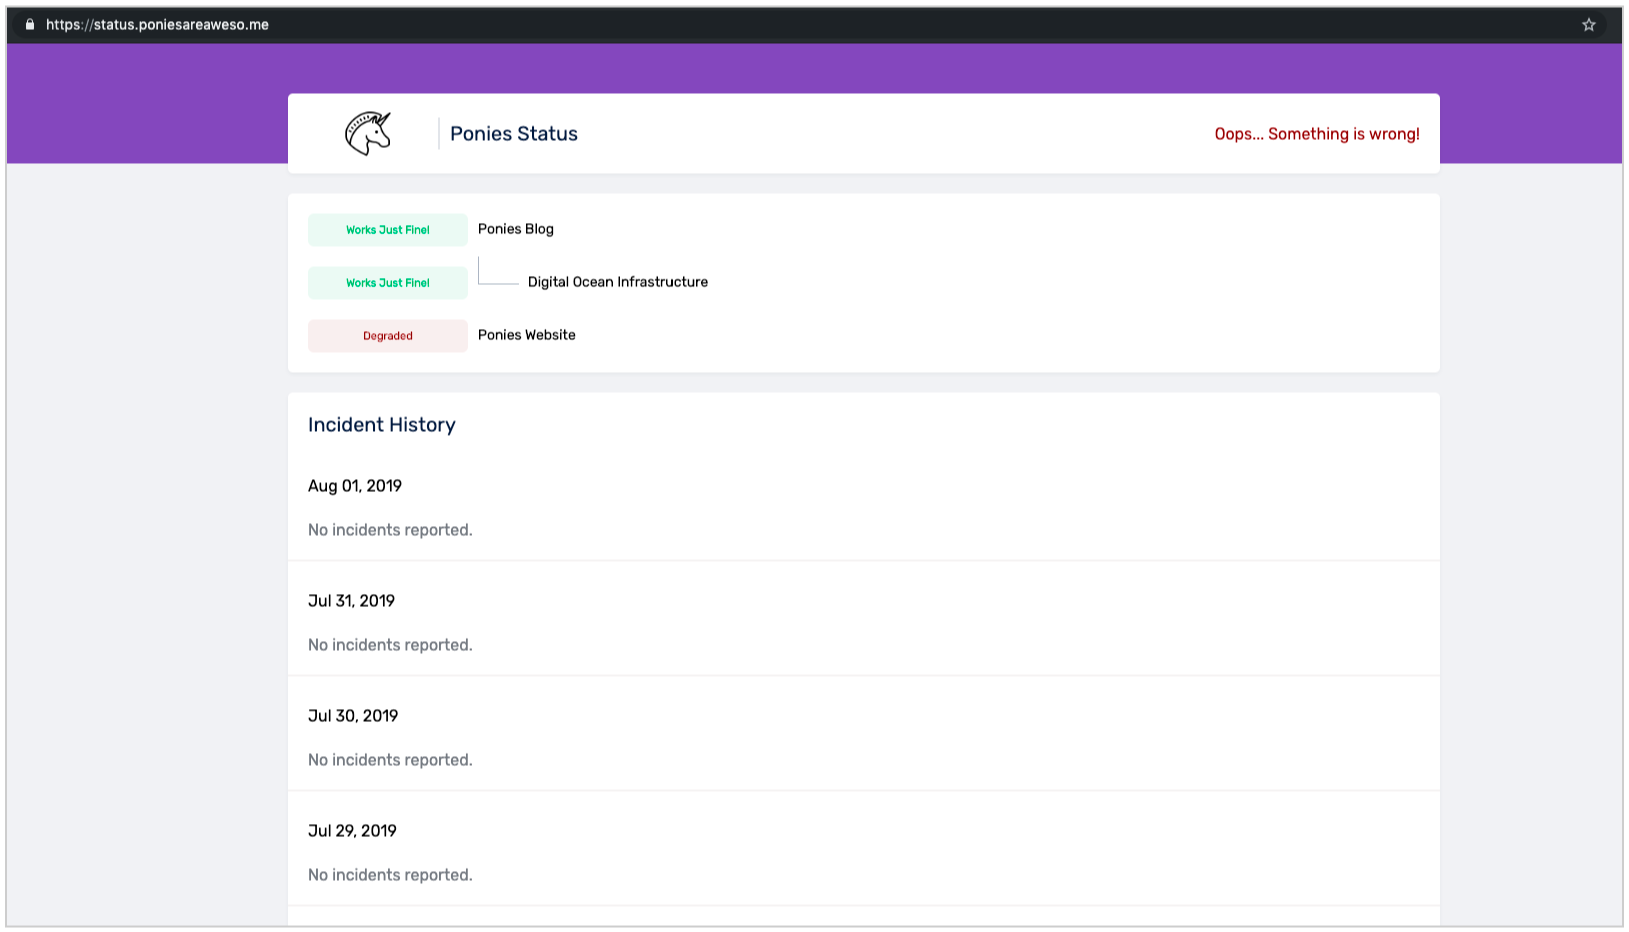 https://status.poniesareaweso.me
Ponies Status
Oops... Something is wrong!
Works Just Fine! Ponies Blog
Works Just Fine! Digital Ocean Infrastructure
Degraded Ponies Website
Incident History
Aug 01, 2019
No incidents reported.
Jul 31, 2019
No incidents reported.
Jul 30, 2019
No incidents reported.
Jul 29, 2019
No incidents reported.